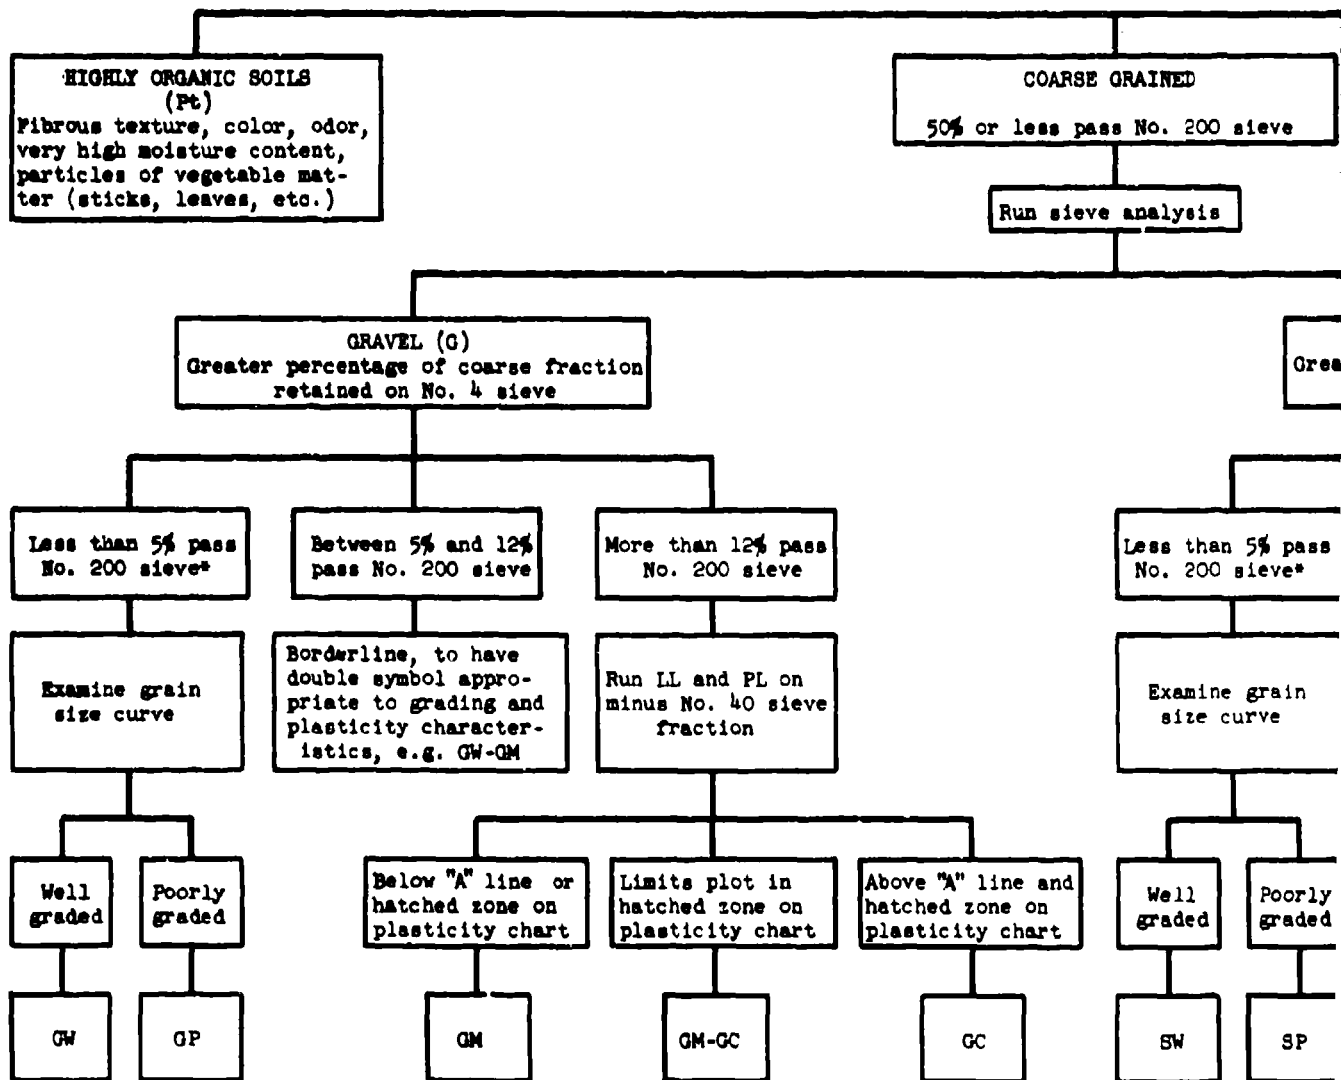 HIGHLY ORGANIC SOILS
(Pt)
Fibrous texture, color, odor,
very high moisture content,
particles of vegetable mat-
ter (sticks, leaves, etc.)
COARSE GRAINED
50% or less pass No. 200 sieve
Run sieve analysis
GRAVEL (G)
Greater percentage of coarse fraction
retained on No. 4 sieve
Less than 5% pass
No. 200 sieve*
Between 5% and 12%
pass No. 200 sieve
More than 12% pass
No. 200 sieve
Less than 5% pass
No. 200 sieve*
Examine grain
size curve
Borderline, to have
double symbol appro-
priate to grading and
plasticity character-
istics, e.g. GW-GM
Run LL and PL on
minus No. 40 sieve
fraction
Examine grain
size curve
Well
graded
Poorly
graded
Below "A" line or
hatched zone on
plasticity chart
Limits plot in
hatched zone on
plasticity chart
Above "A" line and
hatched zone on
plasticity chart
Well
graded
Poorly
graded
GW
GP
GM
GM-GC
GC
SW
SP